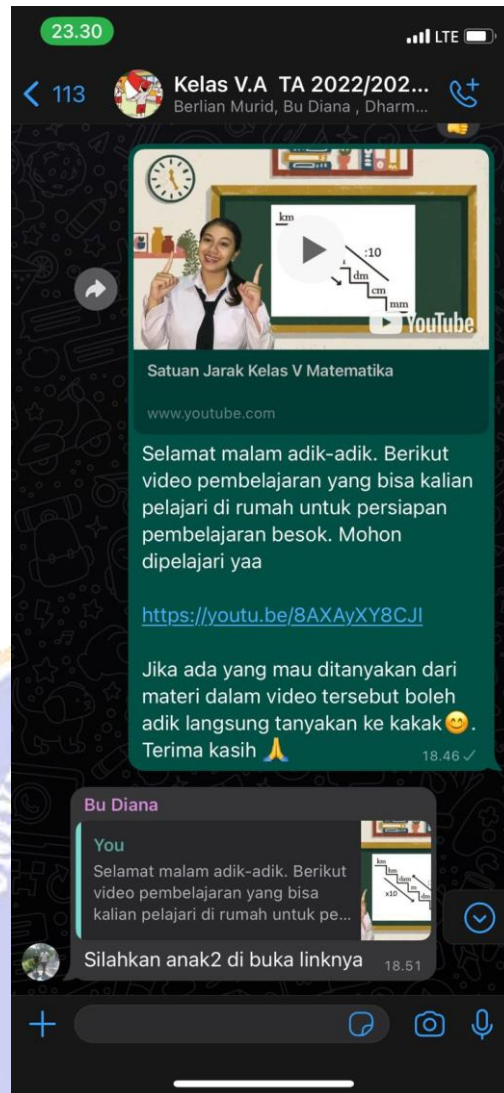 23.30
LTE
113
Kelas V.A TA 2022/202...
Berlian Murid, Bu Diana , Dharm...
km
:10
dm
cm
mm
YouTube
Satuan Jarak Kelas V Matematika
www.youtube.com
Selamat malam adik-adik. Berikut
video pembelajaran yang bisa kalian
pelajari di rumah untuk persiapan
pembelajaran besok. Mohon
dipelajari yaa
https://youtu.be/8AXAyXY8CJI
Jika ada yang mau ditanyakan dari
materi dalam video tersebut boleh
adik langsung tanyakan ke kakak😊.
Terima kasih 🙏
18.46
Bu Diana
You
Selamat malam adik-adik. Berikut
video pembelajaran yang bisa
kalian pelajari di rumah untuk pe...
km
hm
dam
m
dm
x10
Silahkan anak2 di buka linknya
18.51